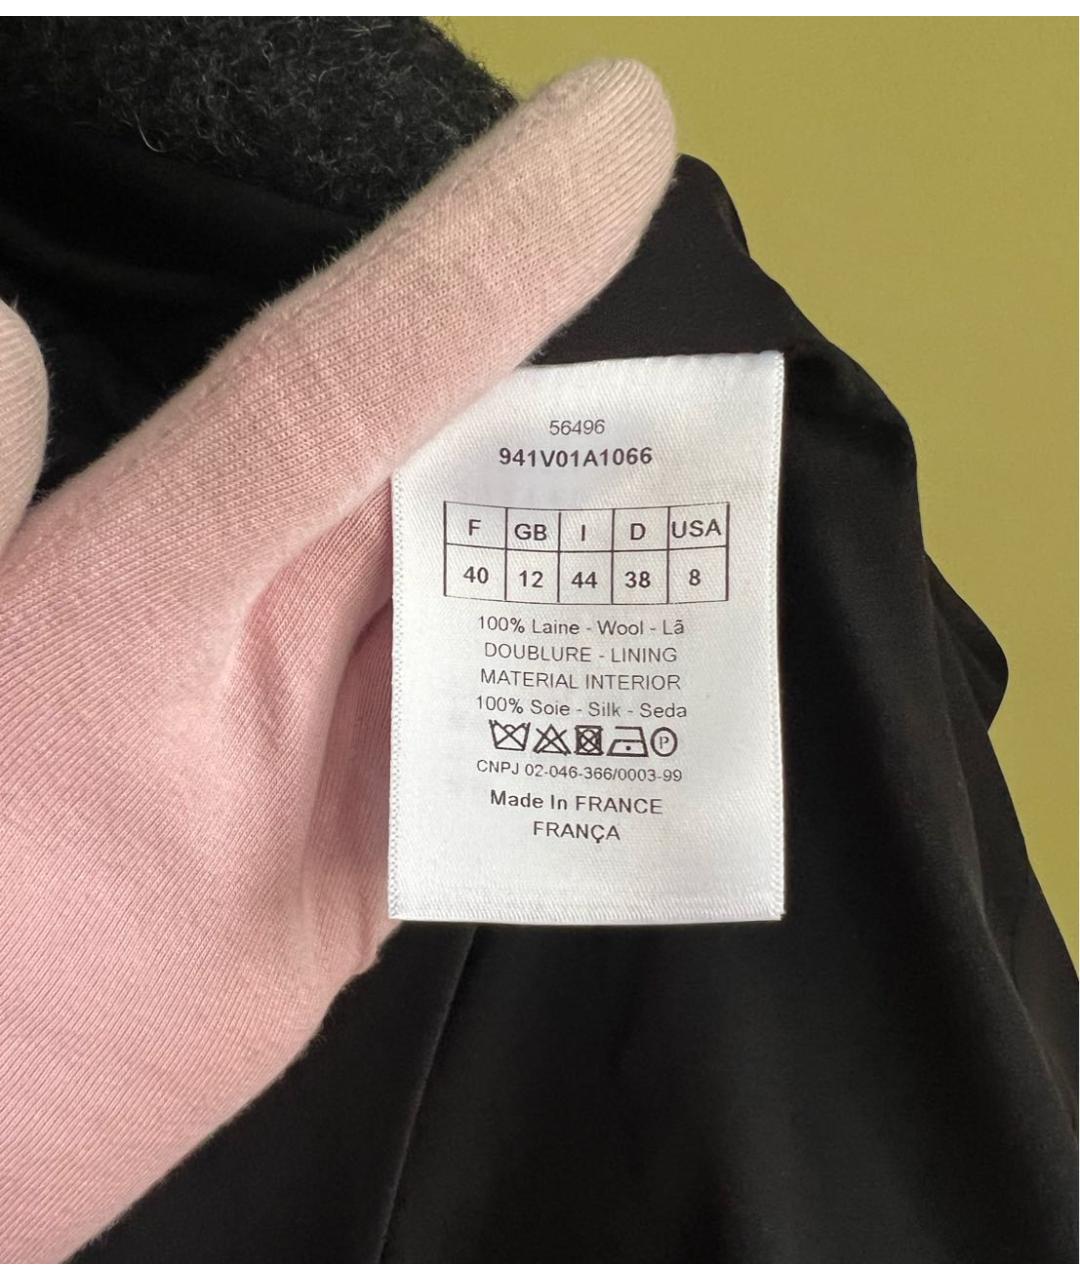 56496
941V01A1066
F GB I D USA
40 12 44 38 8
100% Laine - Wool - Lã
DOUBLURE - LINING
MATERIAL INTERIOR
100% Soie - Silk - Seda
P
CNPJ 02-046-366/0003-99
Made In FRANCE
FRANÇA